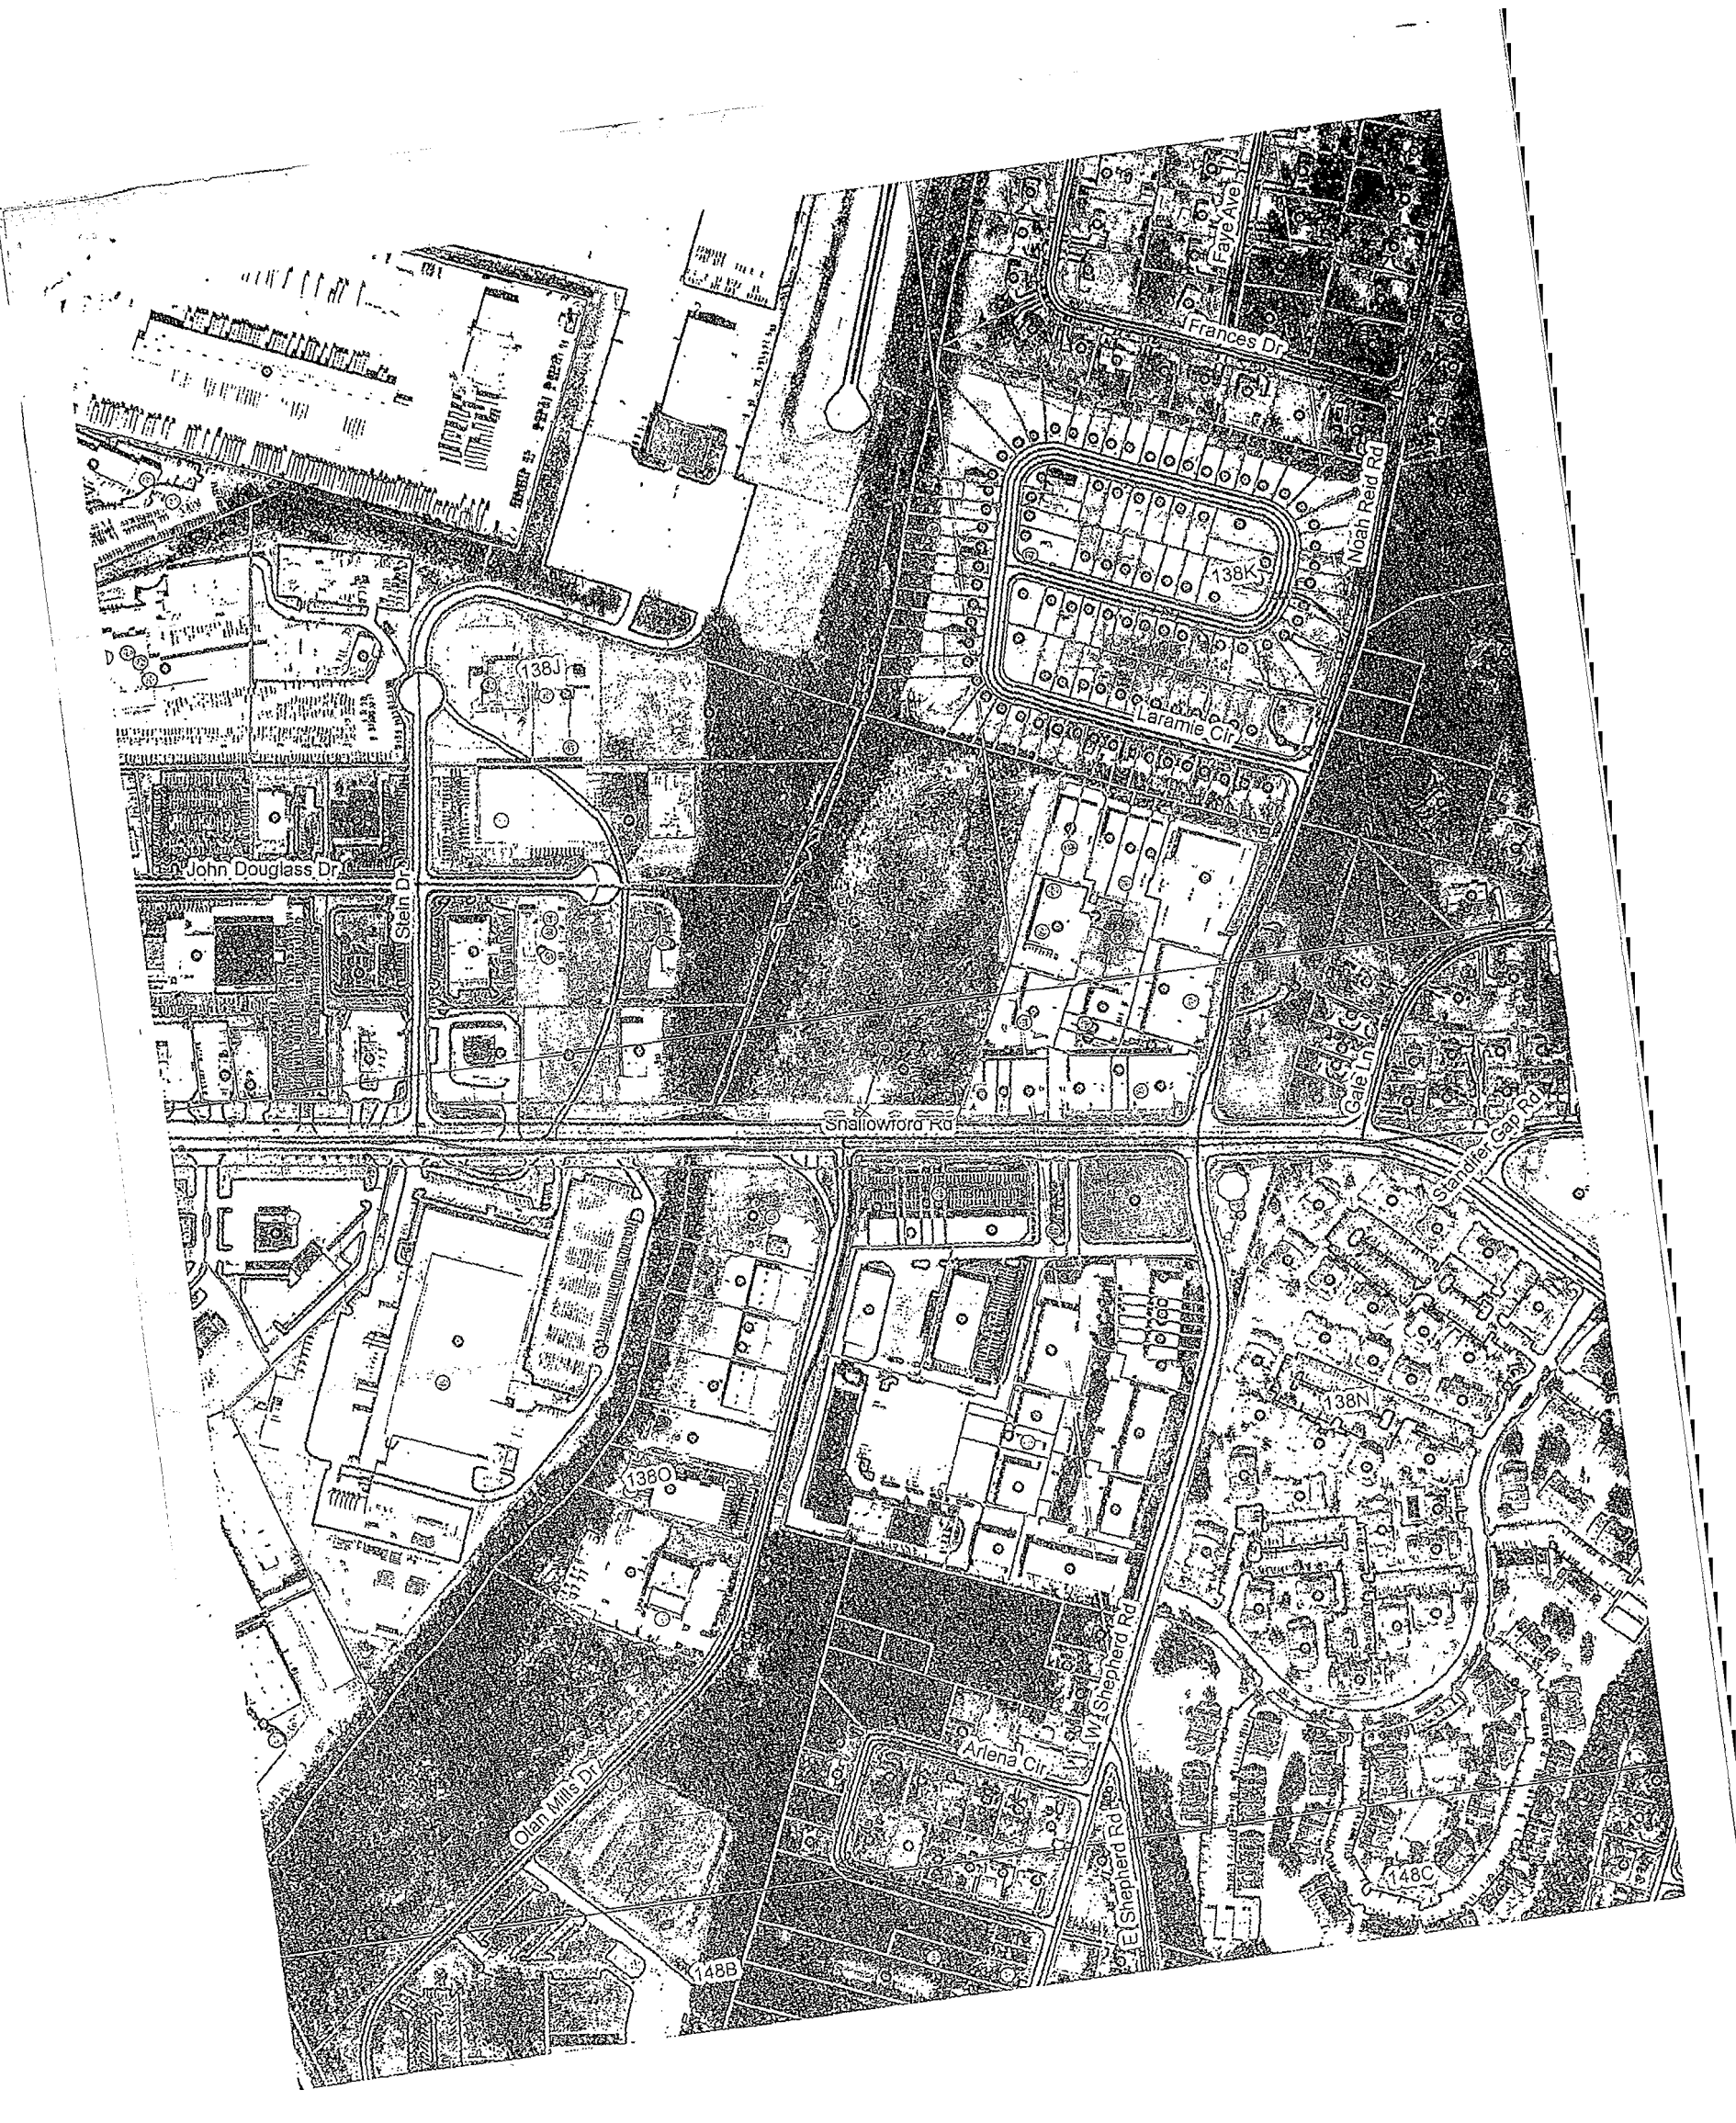 Faye Ave
Frances Dr
Noah Reid Rd
138K
138J
Laramie Cir
John Douglass Dr
Stein Dr
Gale Ln
Shallowford Rd
Standifer Gap Rd
138N
138O
W Shepherd Rd
Arlena Cir
Olan Mills Dr
E Shepherd Rd
148C
148B